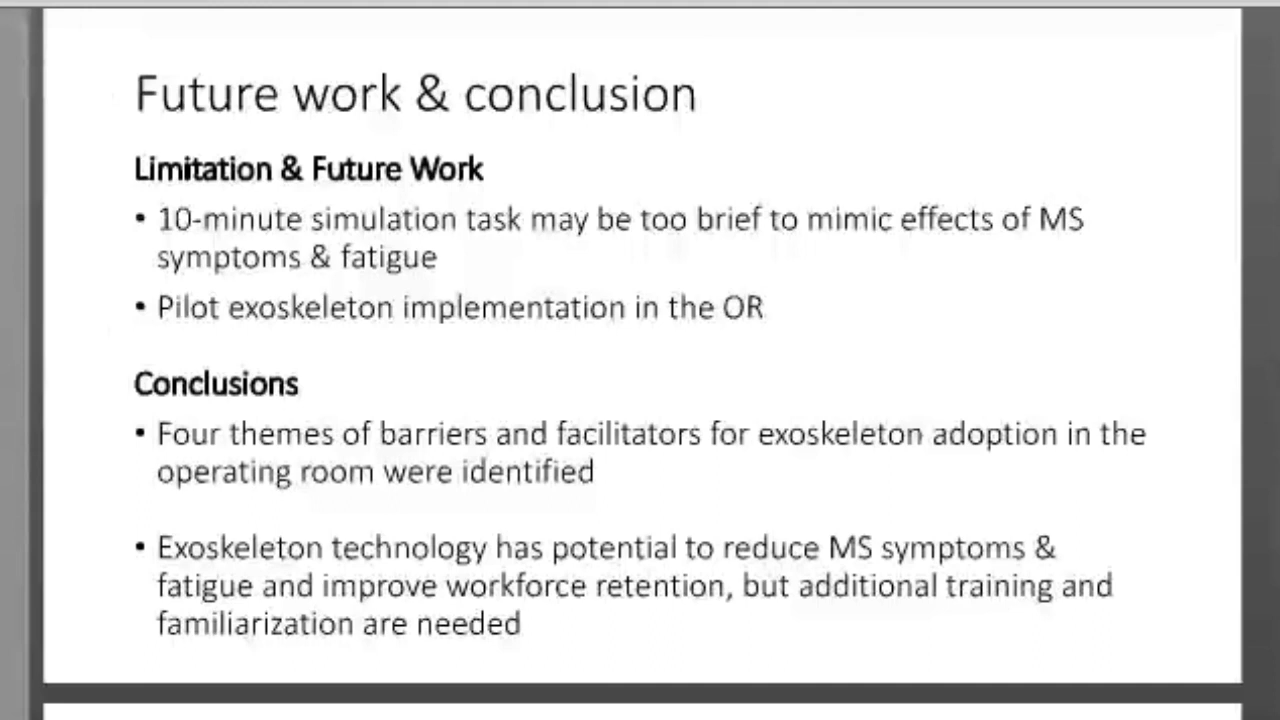 Future work & conclusion
Limitation & Future Work
• 10-minute simulation task may be too brief to mimic effects of MS
symptoms & fatigue
• Pilot exoskeleton implementation in the OR
Conclusions
• Four themes of barriers and facilitators for exoskeleton adoption in the
operating room were identified
• Exoskeleton technology has potential to reduce MS symptoms &
fatigue and improve workforce retention, but additional training and
familiarization are needed